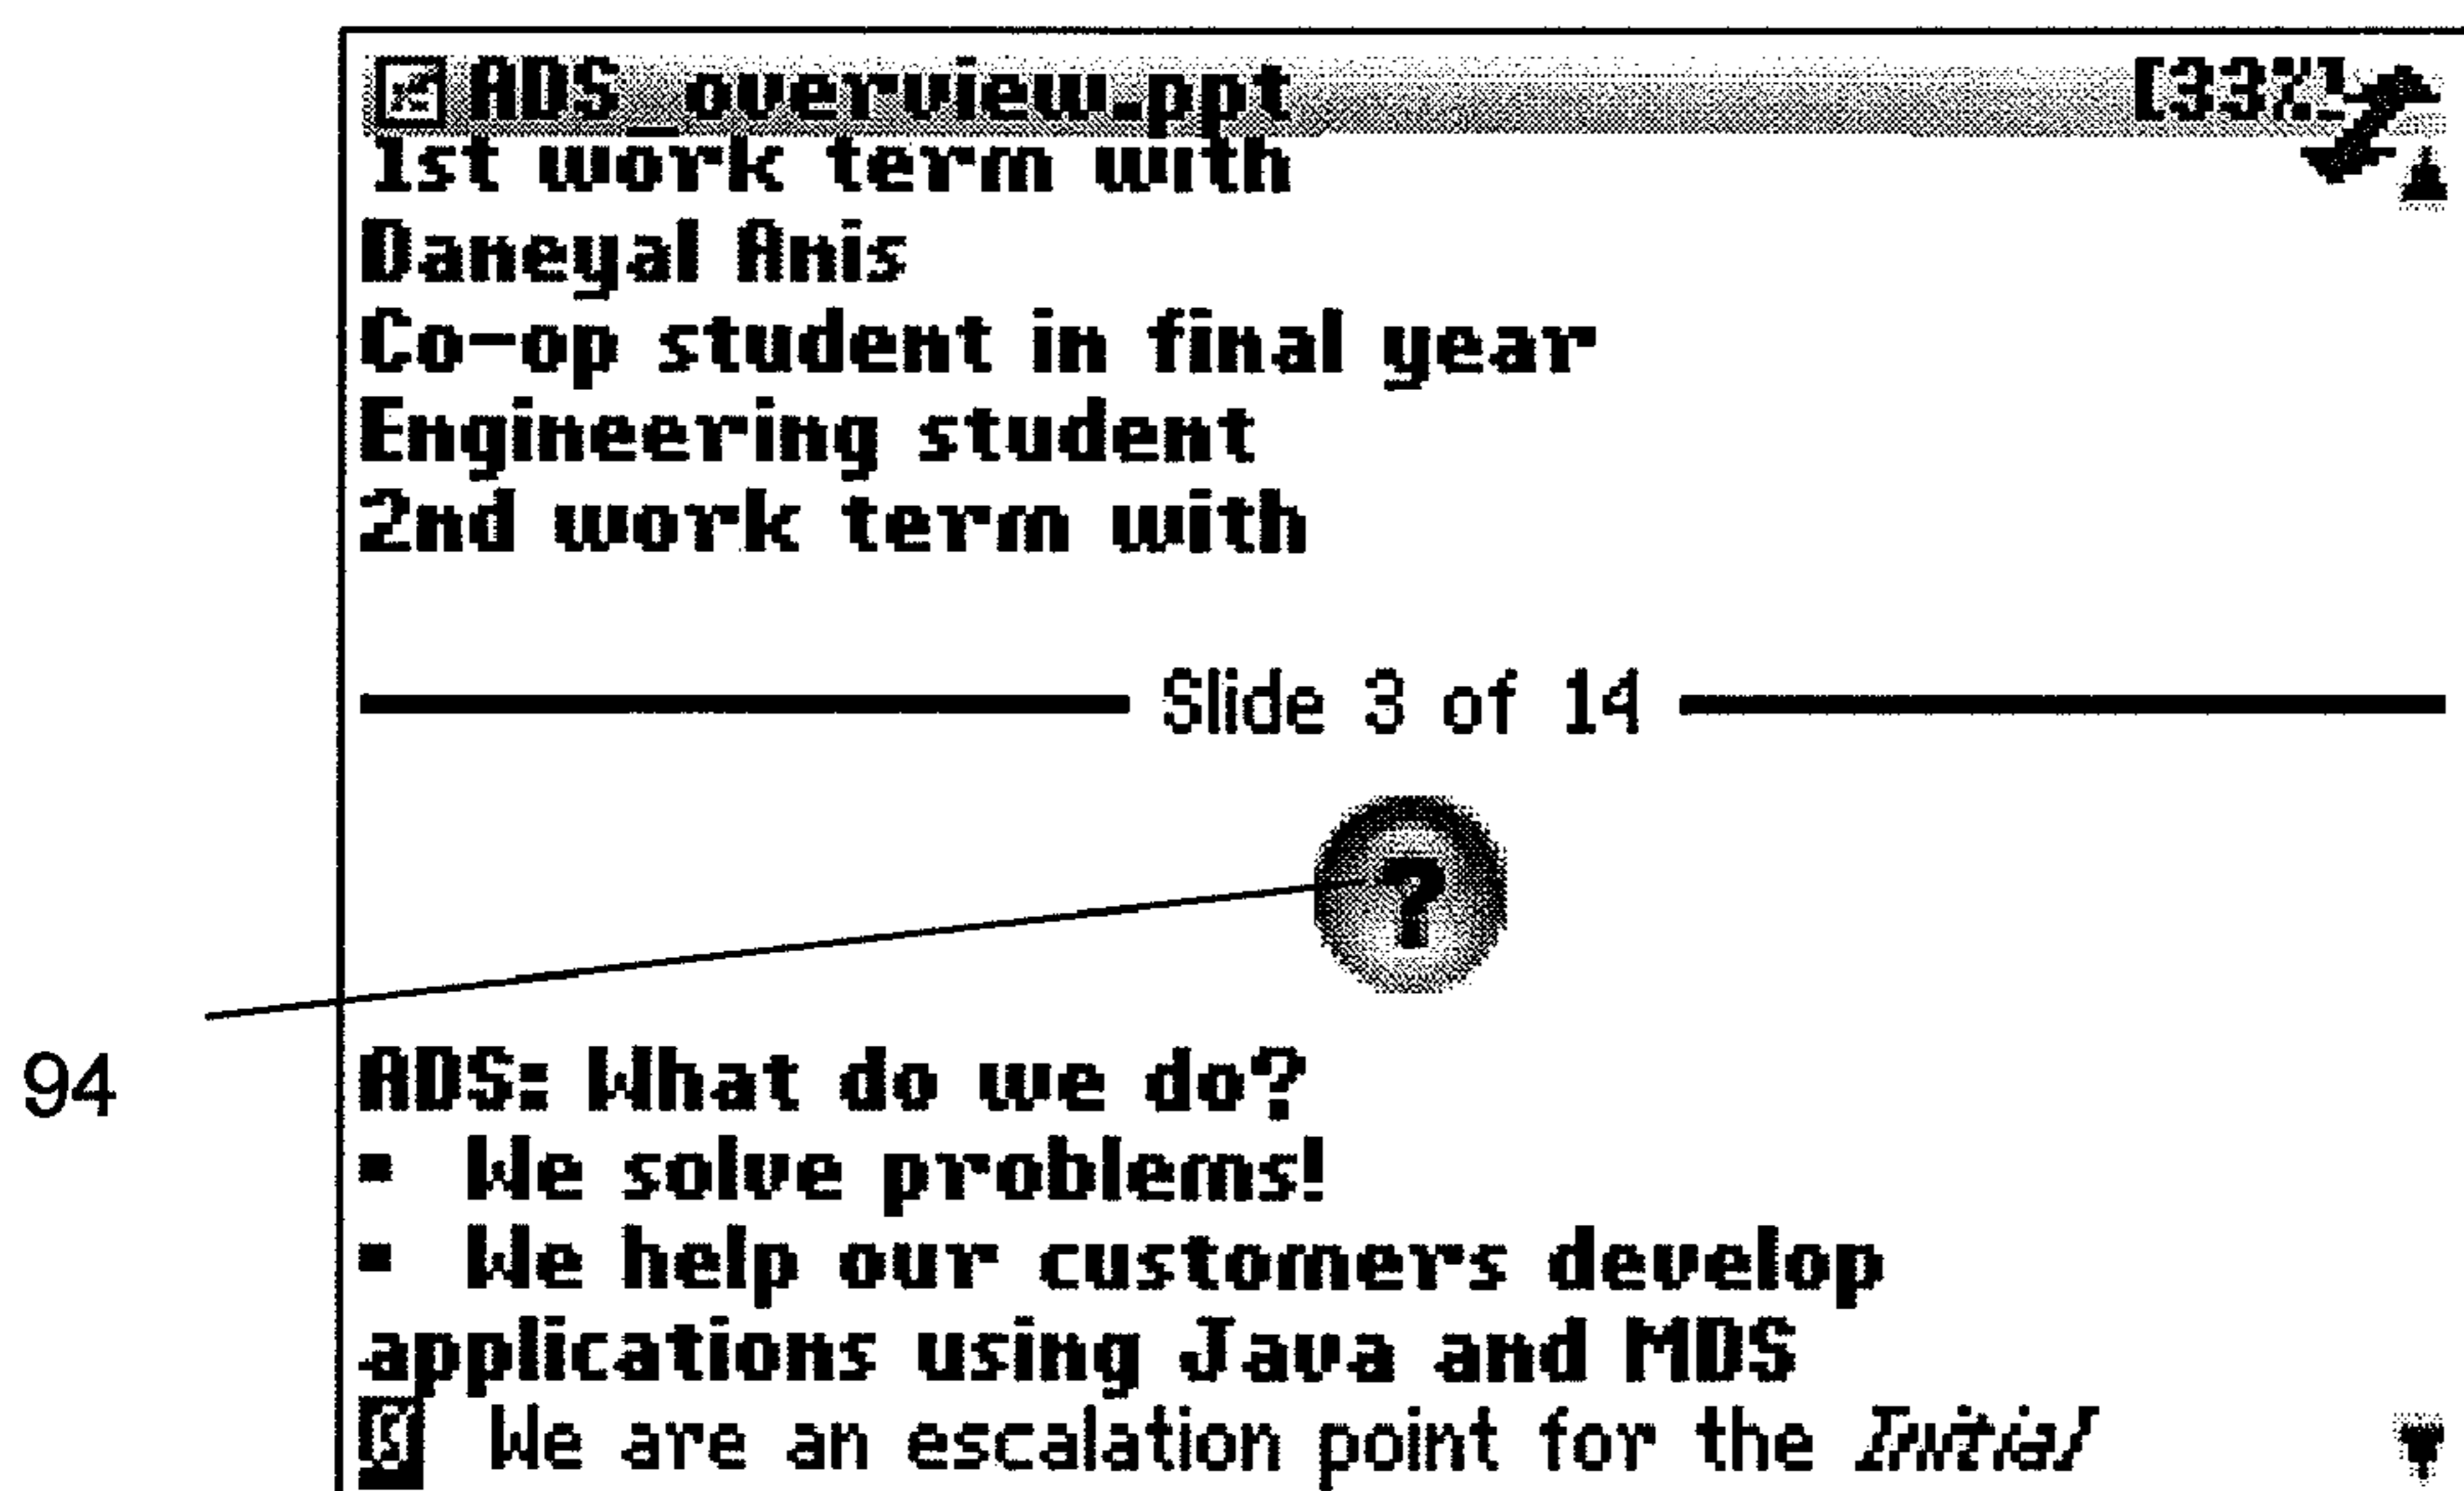 RDS_overview.ppt [33%]
1st work term with
Daneyal Anis
Co-op student in final year
Engineering student
2nd work term with
Slide 3 of 14
?
94
RDS: What do we do?
▪ We solve problems!
▪ We help our customers develop
applications using Java and MDS
We are an escalation point for the Initial